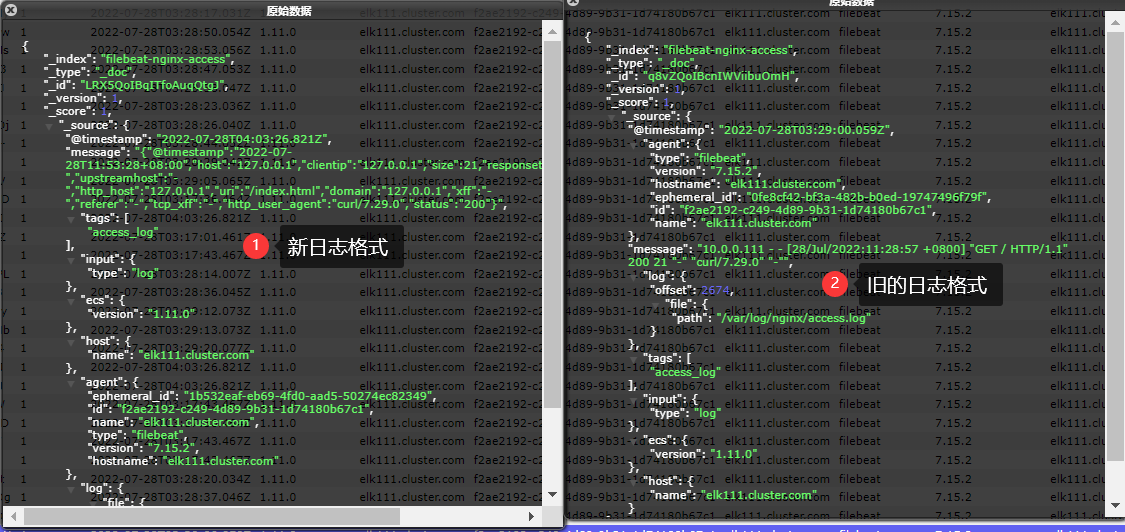 原始数据
{
"_index": "filebeat-nginx-access",
"_type": "_doc",
"_id": "LRX5QoIBqITfoAuqQtgJ",
"_version": 1,
"_score": 1,
"_source": {
"@timestamp": "2022-07-28T04:03:26.821Z",
"message": "{"@timestamp":"2022-07-
28T11:53:28+08:00","host":"127.0.0.1","clientip":"127.0.0.1","size":21,"responset
","upstreamhost":"-
","http_host":"127.0.0.1","uri":"/index.html","domain":"127.0.0.1","xff":"-
","referer":"-","tcp_xff":"-","http_user_agent":"curl/7.29.0","status":"200"}",
"tags": [
"access_log"
],
"input": {
"type": "log"
},
"ecs": {
"version": "1.11.0"
},
"host": {
"name": "elk111.cluster.com"
},
"agent": {
"ephemeral_id": "1b532eaf-eb69-4fd0-aad5-50274ec82349",
"id": "f2ae2192-c249-4d89-9b31-1d74180b67c1",
"name": "elk111.cluster.com",
"type": "filebeat",
"version": "7.15.2",
"hostname": "elk111.cluster.com"
},
"log": {
"file": {
1 新日志格式
原始数据
{
"_index": "filebeat-nginx-access",
"_type": "_doc",
"_id": "q8vZQoIBcnIWViibuOmH",
"_version": 1,
"_score": 1,
"_source": {
"@timestamp": "2022-07-28T03:29:00.059Z",
"agent": {
"type": "filebeat",
"version": "7.15.2",
"hostname": "elk111.cluster.com",
"ephemeral_id": "0fe8cf42-bf3a-482b-b0ed-19747496f79f",
"id": "f2ae2192-c249-4d89-9b31-1d74180b67c1",
"name": "elk111.cluster.com"
},
"message": "10.0.0.111 - - [28/Jul/2022:11:28:57 +0800] "GET / HTTP/1.1"
200 21 "-" "curl/7.29.0" "-"",
"log": {
"offset": 2674,
"file": {
"path": "/var/log/nginx/access.log"
}
},
"tags": [
"access_log"
],
"input": {
"type": "log"
},
"ecs": {
"version": "1.11.0"
},
"host": {
"name": "elk111.cluster.com"
}
2 旧的日志格式